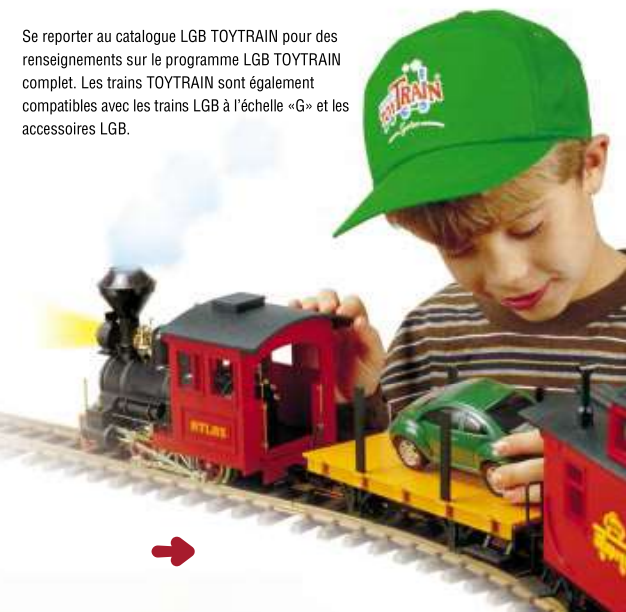 Se reporter au catalogue LGB TOYTRAIN pour des
renseignements sur le programme LGB TOYTRAIN
complet. Les trains TOYTRAIN sont également
compatibles avec les trains LGB à l'échelle «G» et les
accessoires LGB.
TOYTRAIN
ATLAS